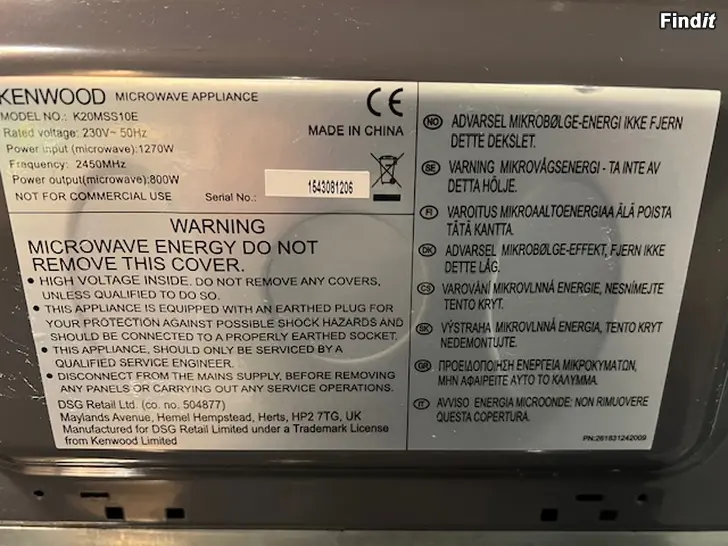 Findit
KENWOOD MICROWAVE APPLIANCE
MODEL NO.: K20MSS10E
Rated voltage: 230V~ 50Hz
Power input (microwave):1270W
Frequency: 2450MHz
Power output(microwave):800W
NOT FOR COMMERCIAL USE
CE
MADE IN CHINA
Serial No.: 1543081206
WARNING
MICROWAVE ENERGY DO NOT
REMOVE THIS COVER.
• HIGH VOLTAGE INSIDE. DO NOT REMOVE ANY COVERS,
UNLESS QUALIFIED TO DO SO.
• THIS APPLIANCE IS EQUIPPED WITH AN EARTHED PLUG FOR
YOUR PROTECTION AGAINST POSSIBLE SHOCK HAZARDS AND
SHOULD BE CONNECTED TO A PROPERLY EARTHED SOCKET.
• THIS APPLIANCE, SHOULD ONLY BE SERVICED BY A
QUALIFIED SERVICE ENGINEER.
• DISCONNECT FROM THE MAINS SUPPLY, BEFORE REMOVING
ANY PANELS OR CARRYING OUT ANY SERVICE OPERATIONS.
DSG Retail Ltd. (co. no. 504877)
Maylands Avenue, Hemel Hempstead, Herts, HP2 7TG, UK
Manufactured for DSG Retail Limited under a Trademark License
from Kenwood Limited
NO ADVARSEL MIKROBØLGE-ENERGI IKKE FJERN
DETTE DEKSLET.
SE VARNING MIKROVÅGSENERGI - TA INTE AV
DETTA HÖLJE.
FI VAROITUS MIKROAALTOENERGIAA ÄLÄ POISTA
TÄTÄ KANTTA.
DK ADVARSEL MIKROBØLGE-EFFEKT, FJERN IKKE
DETTE LÅG.
CS VAROVÁNÍ MIKROVLNNÁ ENERGIE, NESNÍMEJTE
TENTO KRYT.
SK VÝSTRAHA MIKROVLNNÁ ENERGIA, TENTO KRYT
NEDEMONTUJTE.
GR ΠΡΟΕΙΔΟΠΟΙΗΣΗ ΕΝΕΡΓΕΙΑ ΜΙΚΡΟΚΥΜΑΤΩΝ,
ΜΗΝ ΑΦΑΙΡΕΙΤΕ ΑΥΤΟ ΤΟ ΚΑΛΥΜΜΑ.
IT AVVISO ENERGIA MICROONDE: NON RIMUOVERE
QUESTA COPERTURA.
PN:261831242009